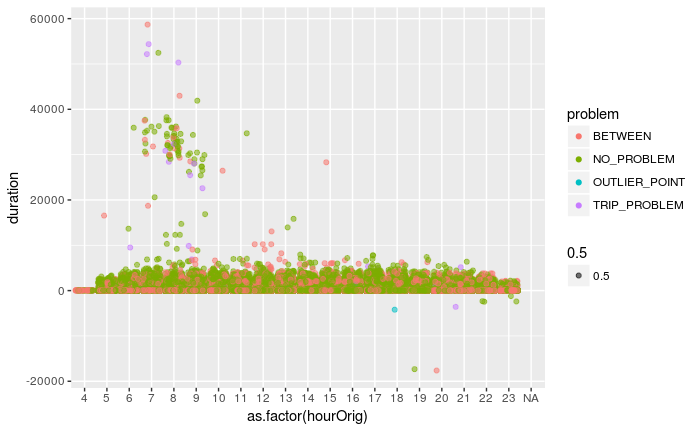 60000
40000
20000
0
-20000
duration
4 5 6 7 8 9 10 11 12 13 14 15 16 17 18 19 20 21 22 23 NA
as.factor(hourOrig)
problem
BETWEEN
NO_PROBLEM
OUTLIER_POINT
TRIP_PROBLEM
0.5
0.5